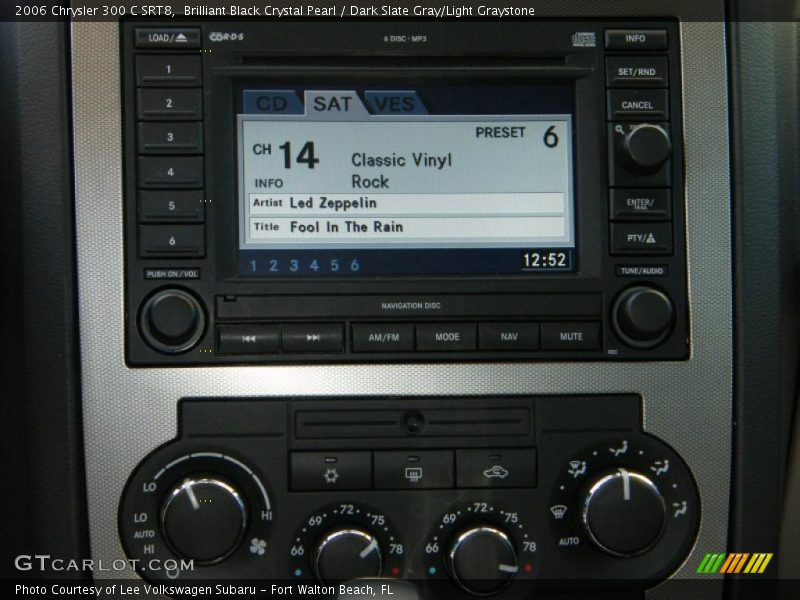 2006 Chrysler 300 C SRT8, Brilliant Black Crystal Pearl / Dark Slate Gray/Light Graystone
LOAD/ R·D·S 6 DISC · MP3 INFO
1
2
3
4
5
6
SET/RND
CANCEL
ENTER/
PTY/
CD SAT VES
PRESET 6
CH 14 Classic Vinyl
INFO Rock
Artist Led Zeppelin
Title Fool In The Rain
1 2 3 4 5 6 12:52
PUSH ON/VOL TUNE/AUDIO
NAVIGATION DISC
AM/FM MODE NAV MUTE
REC
LO HI
LO
AUTO
HI
O
66 69 72 75 78
66 69 72 75 78
AUTO
GTCARLOT.COM
Photo Courtesy of Lee Volkswagen Subaru - Fort Walton Beach, FL